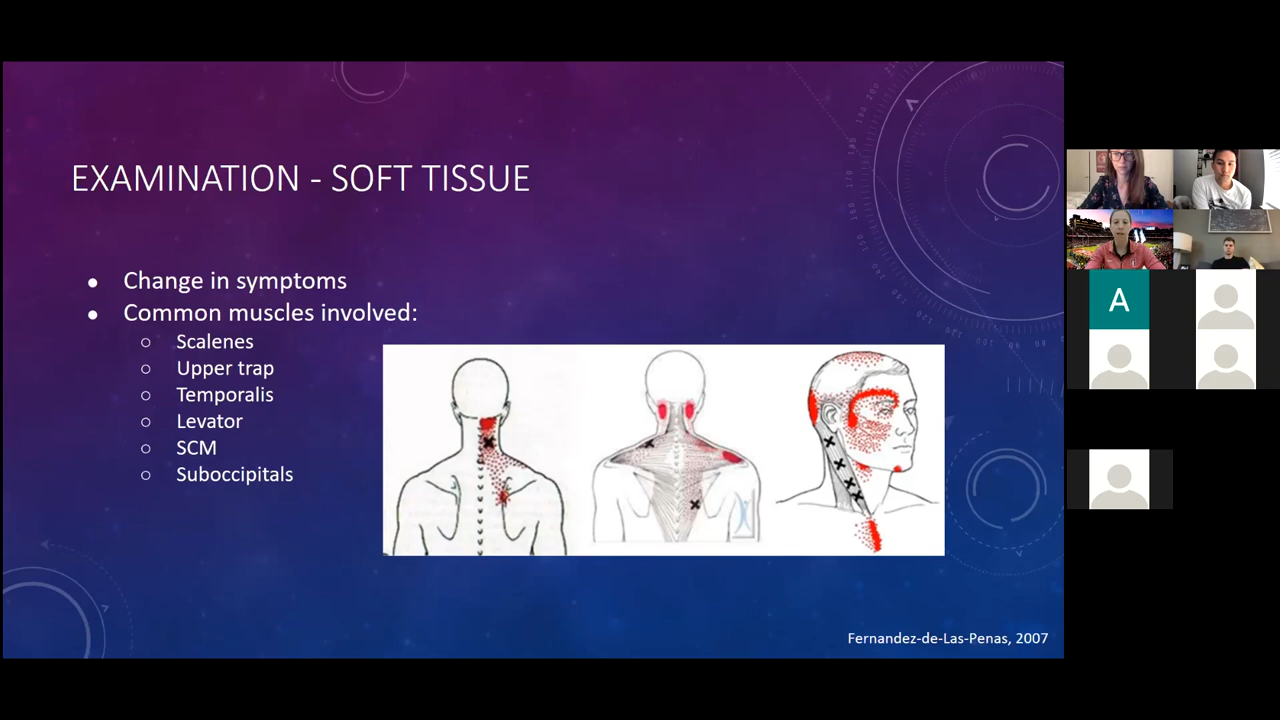 EXAMINATION - SOFT TISSUE
● Change in symptoms
● Common muscles involved:
○ Scalenes
○ Upper trap
○ Temporalis
○ Levator
○ SCM
○ Suboccipitals
Fernandez-de-Las-Penas, 2007
A